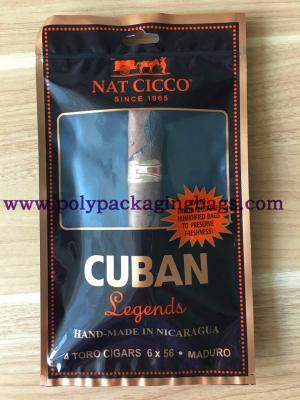 NAT CICCO®
SINCE 1965
www.polypackagingbags.com
HUMIDIFIED BAGS
TO PRESERVE
FRESHNESS!
CUBAN
Legends
HAND-MADE IN NICARAGUA
4 TORO CIGARS 6 x 56 • MADURO